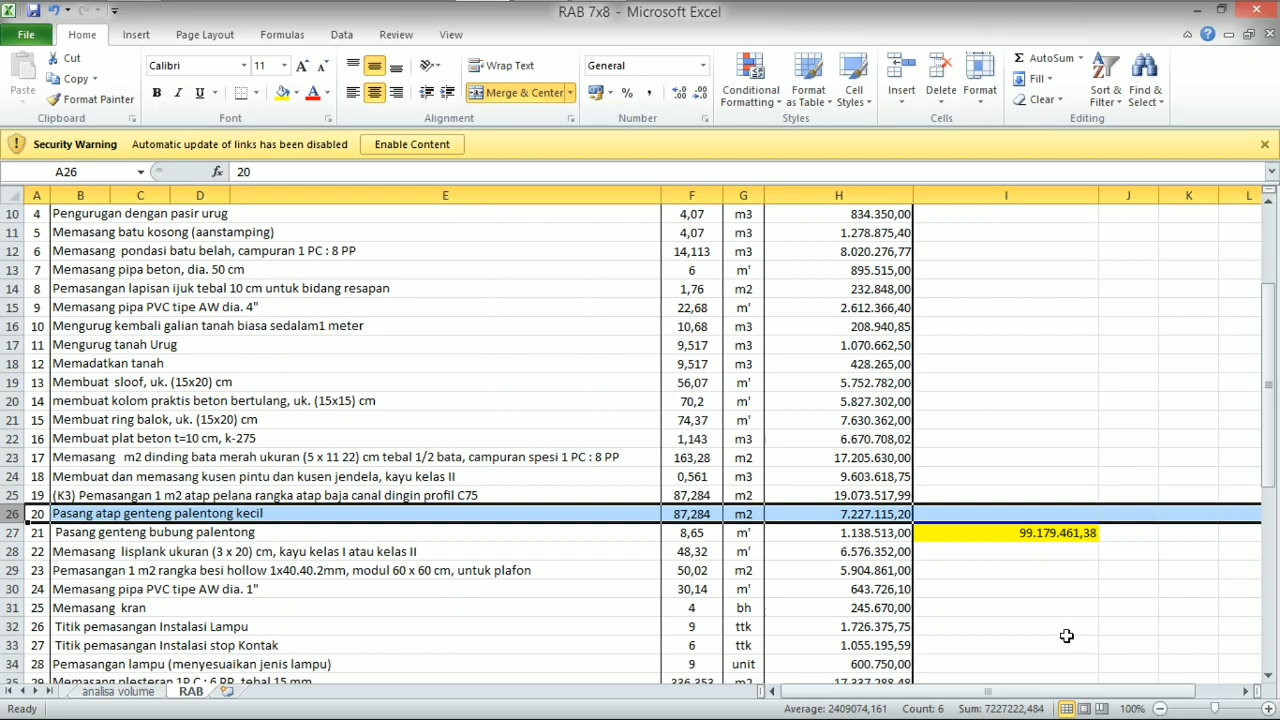 RAB 7x8 - Microsoft Excel
File Home Insert Page Layout Formulas Data Review View
Paste
Cut
Copy
Format Painter
Clipboard
Calibri 11
B I U
Font
Wrap Text
Merge & Center
Alignment
General
% ,
Number
Conditional Formatting
Format as Table
Cell Styles
Styles
Insert Delete Format
Cells
AutoSum
Fill
Clear
Sort & Filter
Find & Select
Editing
Security Warning Automatic update of links has been disabled Enable Content
A26 fx 20
A B C D E F G H I J K L
10 4 Pengurugan dengan pasir urug 4,07 m3 834.350,00
11 5 Memasang batu kosong (aanstamping) 4,07 m3 1.278.875,40
12 6 Memasang pondasi batu belah, campuran 1 PC : 8 PP 14,113 m3 8.020.276,77
13 7 Memasang pipa beton, dia. 50 cm 6 m' 895.515,00
14 8 Pemasangan lapisan ijuk tebal 10 cm untuk bidang resapan 1,76 m2 232.848,00
15 9 Memasang pipa PVC tipe AW dia. 4" 22,68 m' 2.612.366,40
16 10 Mengurug kembali galian tanah biasa sedalam1 meter 10,68 m3 208.940,85
17 11 Mengurug tanah Urug 9,517 m3 1.070.662,50
18 12 Memadatkan tanah 9,517 m3 428.265,00
19 13 Membuat sloof, uk. (15x20) cm 56,07 m' 5.752.782,00
20 14 membuat kolom praktis beton bertulang, uk. (15x15) cm 70,2 m' 5.827.302,00
21 15 Membuat ring balok, uk. (15x20) cm 74,37 m' 7.630.362,00
22 16 Membuat plat beton t=10 cm, k-275 1,143 m3 6.670.708,02
23 17 Memasang m2 dinding bata merah ukuran (5 x 11 22) cm tebal 1/2 bata, campuran spesi 1 PC : 8 PP 163,28 m2 17.205.630,00
24 18 Membuat dan memasang kusen pintu dan kusen jendela, kayu kelas II 0,561 m3 9.603.618,75
25 19 (K3) Pemasangan 1 m2 atap pelana rangka atap baja canal dingin profil C75 87,284 m2 19.073.517,99
26 20 Pasang atap genteng palentong kecil 87,284 m2 7.227.115,20
27 21 Pasang genteng bubung palentong 8,65 m' 1.138.513,00 99.179.461,38
28 22 Memasang lisplank ukuran (3 x 20) cm, kayu kelas I atau kelas II 48,32 m' 6.576.352,00
29 23 Pemasangan 1 m2 rangka besi hollow 1x40.40.2mm, modul 60 x 60 cm, untuk plafon 50,02 m2 5.904.861,00
30 24 Memasang pipa PVC tipe AW dia. 1" 30,14 m' 643.726,10
31 25 Memasang kran 4 bh 245.670,00
32 26 Titik pemasangan Instalasi Lampu 9 ttk 1.726.375,75
33 27 Titik pemasangan Instalasi stop Kontak 6 ttk 1.055.195,59
34 28 Pemasangan lampu (menyesuaikan jenis lampu) 9 unit 600.750,00
35 29 Memasang plesteran 1P C : 6 PP, tebal 15 mm 336,353 m2 17.337.288,48
analisa volume RAB
Ready Average: 2409074,161 Count: 6 Sum: 7227222,484 100%